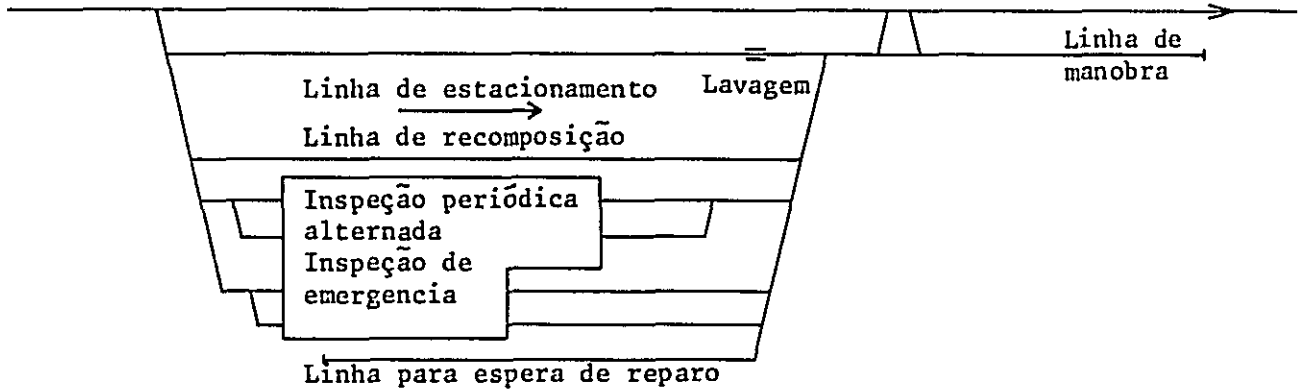 Linha de
manobra
Lavagem
Linha de estacionamento
Linha de recomposição
Inspeção periódica
alternada
Inspeção de
emergencia
Linha para espera de reparo